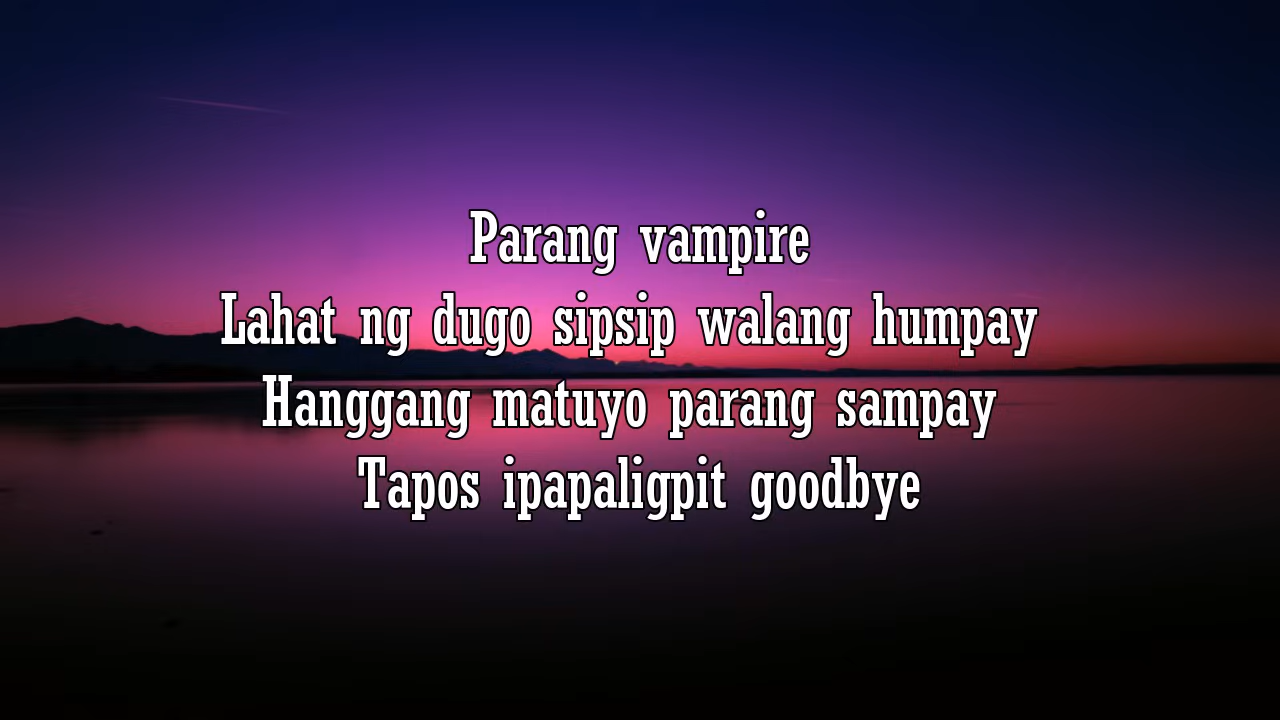 Parang vampire
Lahat ng dugo sipsip walang humpay
Hanggang matuyo parang sampay
Tapos ipapaligpit goodbye